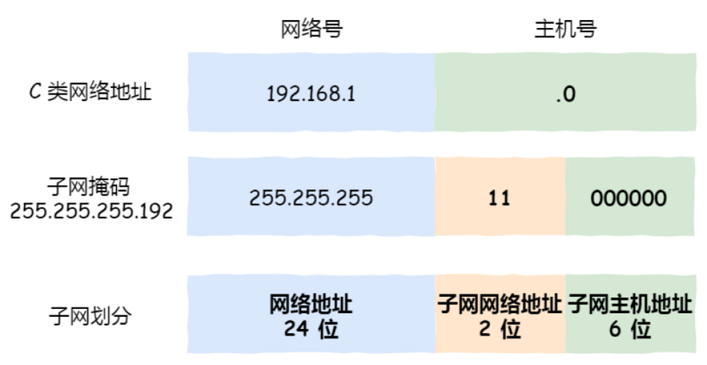 网络号 主机号
C 类网络地址 192.168.1 .0
子网掩码
255.255.255.192 255.255.255 11 000000
子网划分 网络地址 子网网络地址 子网主机地址
24 位 2 位 6 位